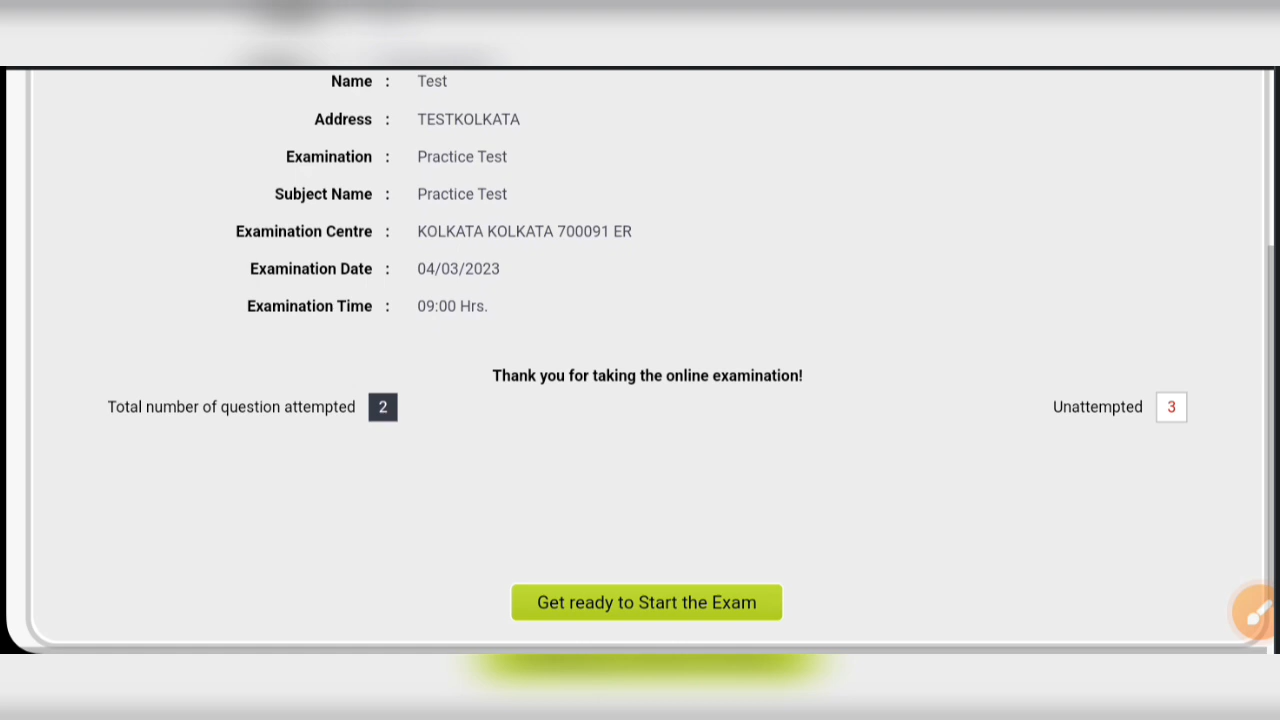 Name : Test
Address : TESTKOLKATA
Examination : Practice Test
Subject Name : Practice Test
Examination Centre : KOLKATA KOLKATA 700091 ER
Examination Date : 04/03/2023
Examination Time : 09:00 Hrs.
Thank you for taking the online examination!
Total number of question attempted 2 Unattempted 3
Get ready to Start the Exam